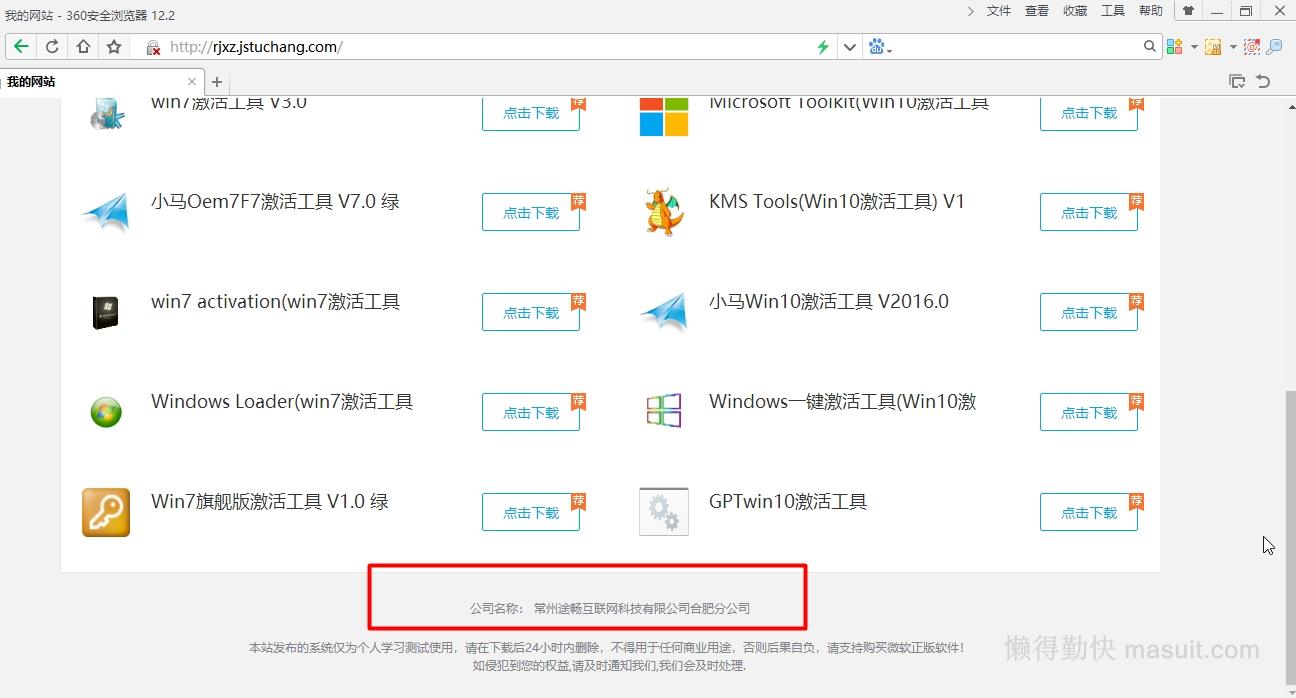 我的网站 - 360安全浏览器 12.2
文件 查看 收藏 工具 帮助
http://rjxz.jstuchang.com/
我的网站
win7激活工具 V3.0
点击下载
荐
Microsoft Toolkit(Win10激活工具
点击下载
荐
小马Oem7F7激活工具 V7.0 绿
点击下载
荐
KMS Tools(Win10激活工具) V1
点击下载
荐
win7 activation(win7激活工具
点击下载
荐
小马Win10激活工具 V2016.0
点击下载
荐
Windows Loader(win7激活工具
点击下载
荐
Windows一键激活工具(Win10激
点击下载
荐
Win7旗舰版激活工具 V1.0 绿
点击下载
荐
GPTwin10激活工具
点击下载
荐
公司名称： 常州途畅互联网科技有限公司合肥分公司
本站发布的系统仅为个人学习测试使用，请在下载后24小时内删除，不得用于任何商业用途，否则后果自负，请支持购买微软正版软件！
如侵犯到您的权益,请及时通知我们,我们会及时处理.
懒得勤快 masuit.com